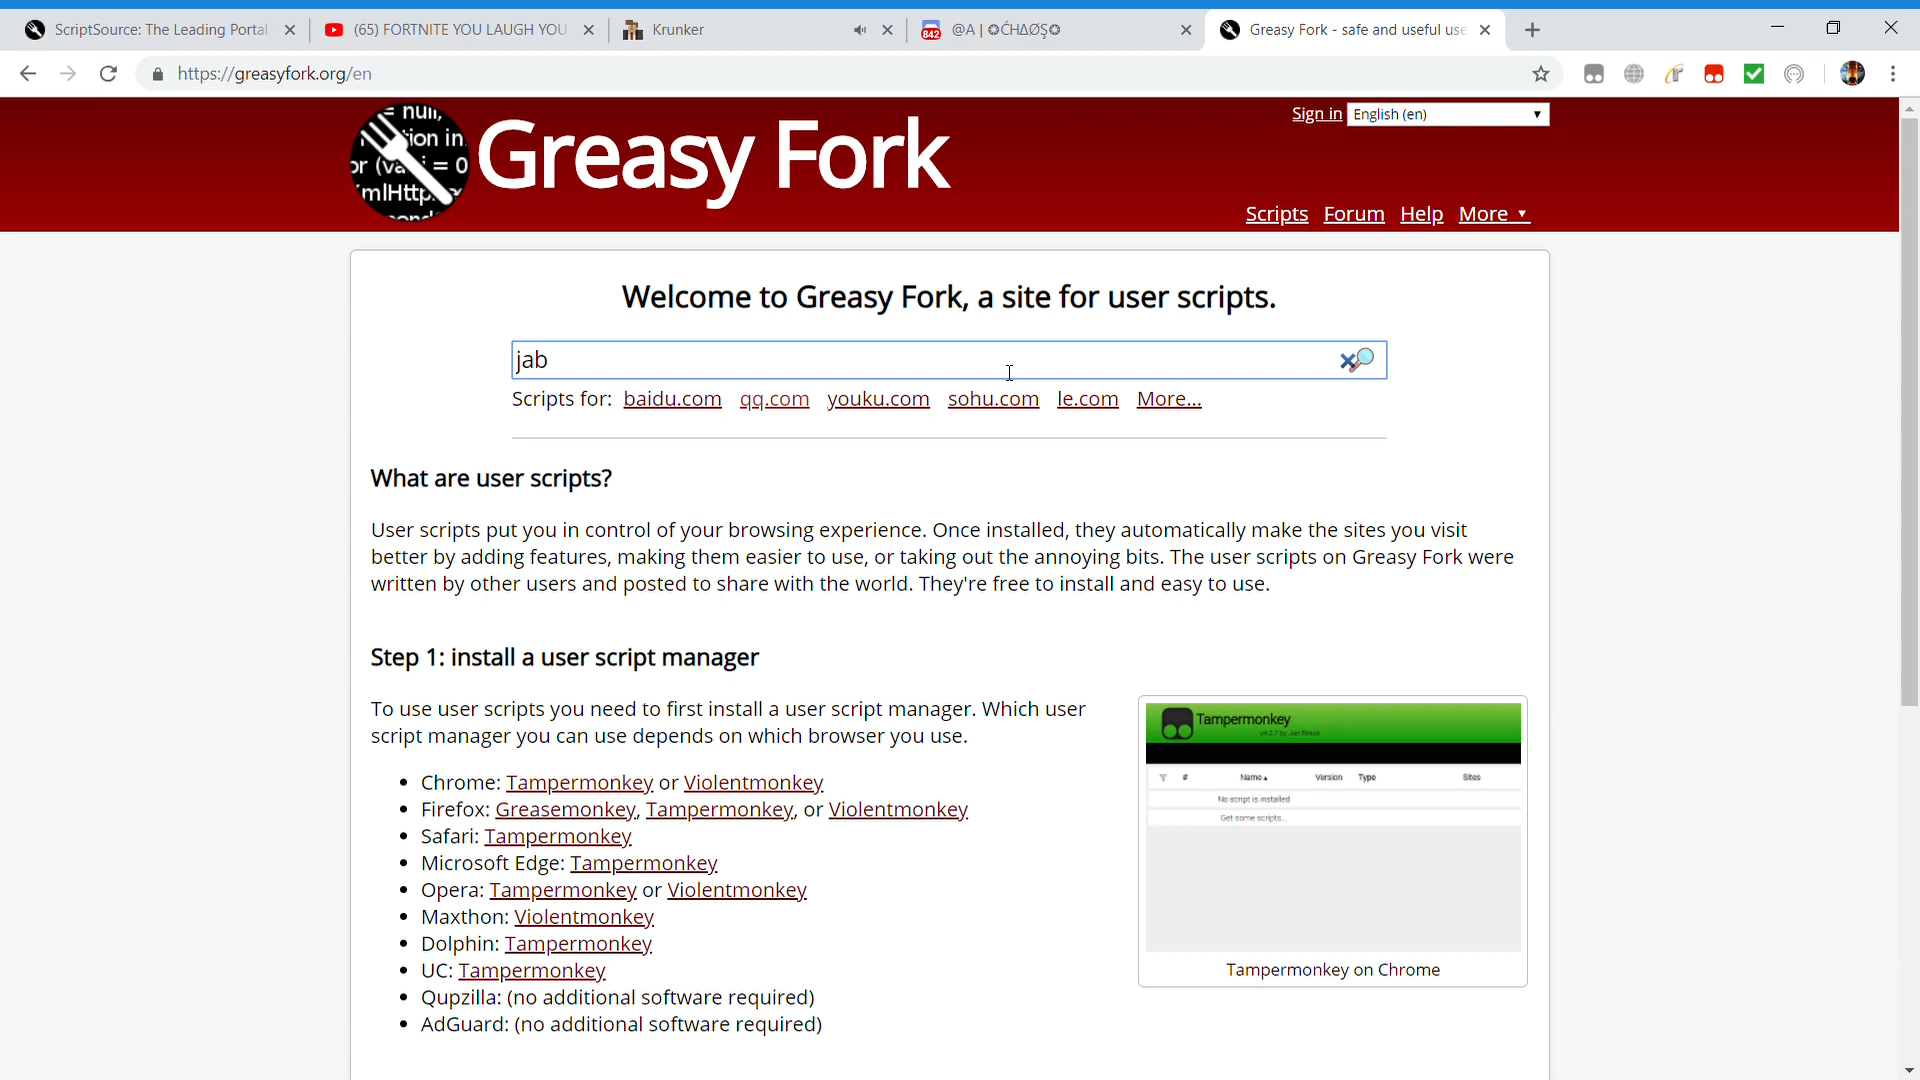 ScriptSource: The Leading Portal
(65) FORTNITE YOU LAUGH YOU
Krunker
842
@A | ✪ĆҢΔØŞ✪
Greasy Fork - safe and useful use
https://greasyfork.org/en
Greasy Fork
Sign in
English (en)
Scripts Forum Help More ▼
Welcome to Greasy Fork, a site for user scripts.
jab
Scripts for: baidu.com qq.com youku.com sohu.com le.com More...
What are user scripts?
User scripts put you in control of your browsing experience. Once installed, they automatically make the sites you visit
better by adding features, making them easier to use, or taking out the annoying bits. The user scripts on Greasy Fork were
written by other users and posted to share with the world. They're free to install and easy to use.
Step 1: install a user script manager
To use user scripts you need to first install a user script manager. Which user
script manager you can use depends on which browser you use.
• Chrome: Tampermonkey or Violentmonkey
• Firefox: Greasemonkey, Tampermonkey, or Violentmonkey
• Safari: Tampermonkey
• Microsoft Edge: Tampermonkey
• Opera: Tampermonkey or Violentmonkey
• Maxthon: Violentmonkey
• Dolphin: Tampermonkey
• UC: Tampermonkey
• Qupzilla: (no additional software required)
• AdGuard: (no additional software required)
Tampermonkey
v4.2.7 by Jan Biniok
# Name▲ Version Type Sites
No script is installed
Get some scripts...
Tampermonkey on Chrome